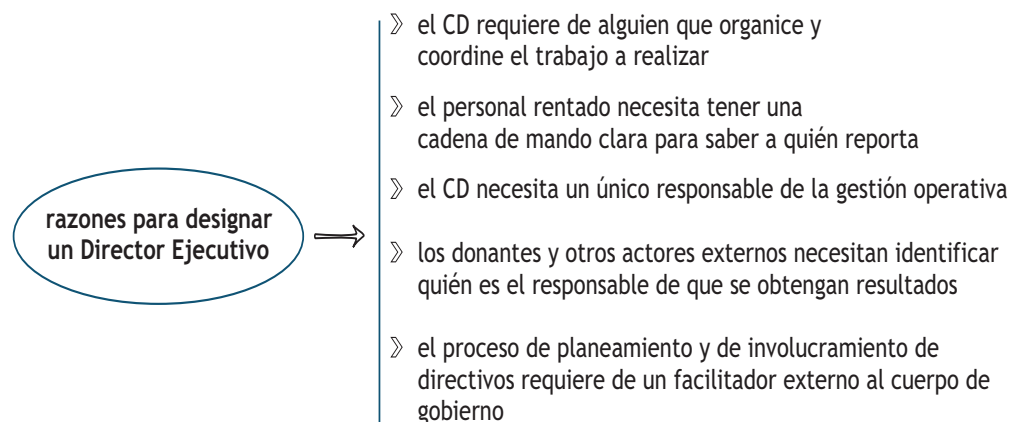 razones para designar
un Director Ejecutivo
》 el CD requiere de alguien que organice y
coordine el trabajo a realizar
》 el personal rentado necesita tener una
cadena de mando clara para saber a quién reporta
》 el CD necesita un único responsable de la gestión operativa
》 los donantes y otros actores externos necesitan identificar
quién es el responsable de que se obtengan resultados
》 el proceso de planeamiento y de involucramiento de
directivos requiere de un facilitador externo al cuerpo de
gobierno